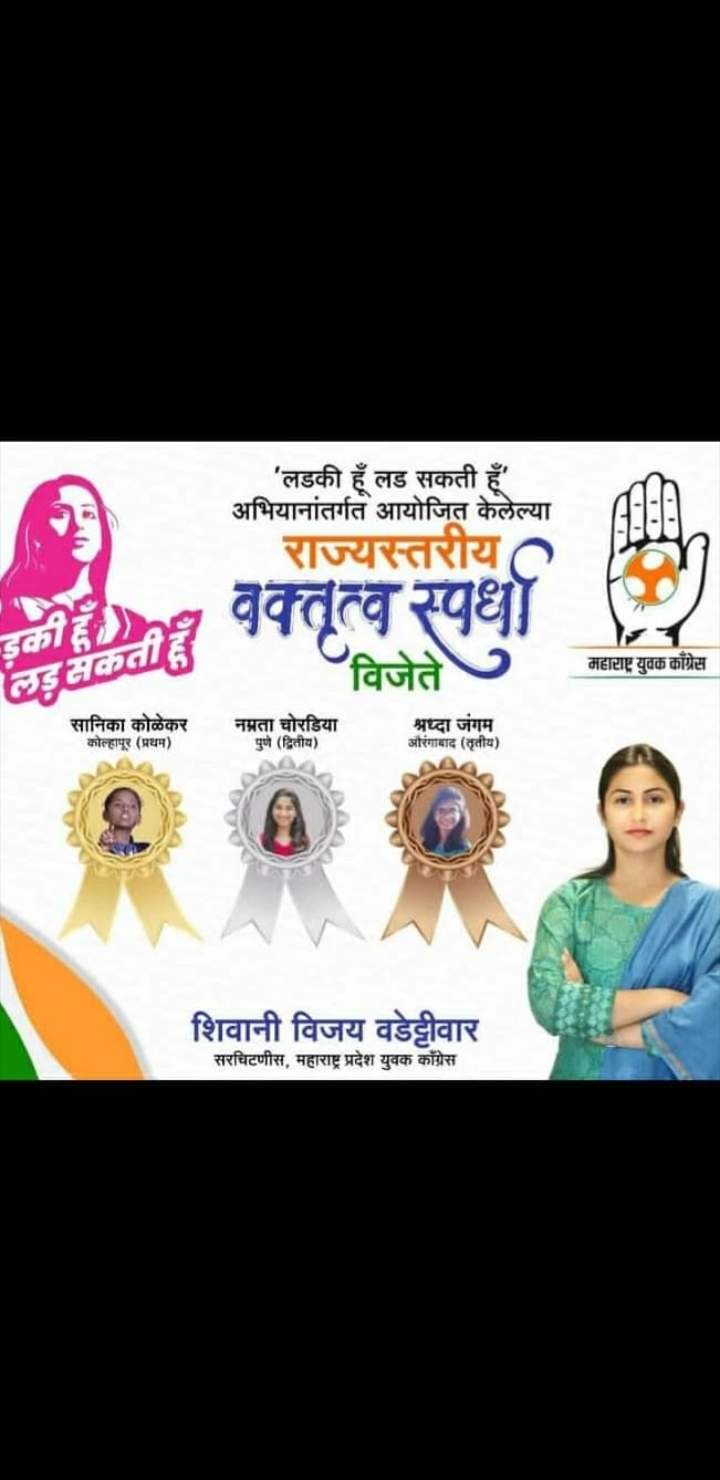 'लडकी हूँ लड सकती हूँ'
अभियानांतर्गत आयोजित केलेल्या
राज्यस्तरीय
वक्तृत्व स्पर्धा
विजेते
ड़की हूँ
लड़ सकती हूँ
महाराष्ट्र युवक काँग्रेस
सानिका कोळेकर
कोल्हापूर (प्रथम)
नम्रता चोरडिया
पुणे (द्वितीय)
श्रध्दा जंगम
औरंगाबाद (तृतीय)
शिवानी विजय वडेट्टीवार
सरचिटणीस, महाराष्ट्र प्रदेश युवक काँग्रेस